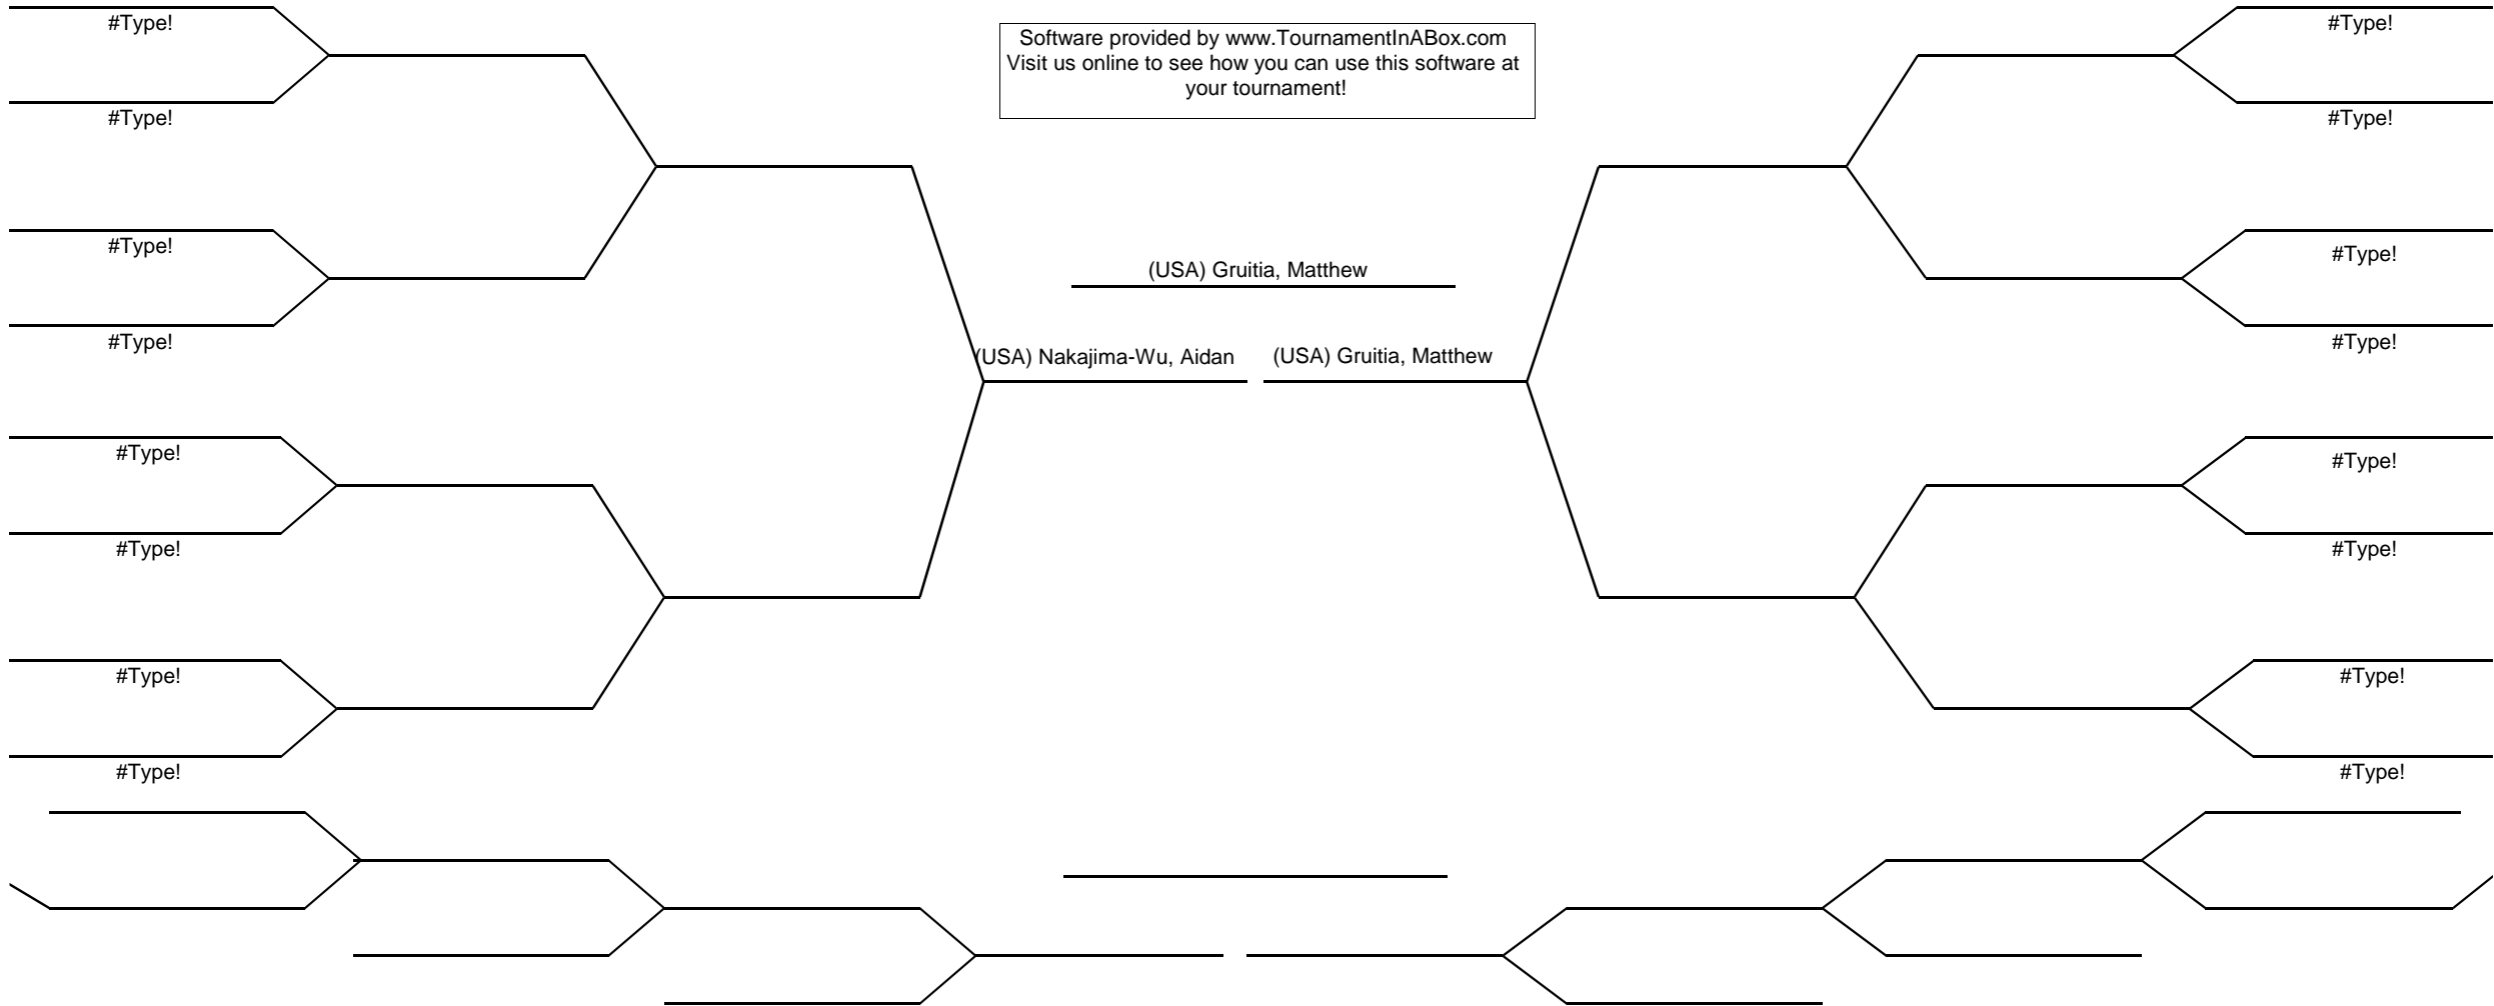 #Type!
#Type!
Software provided by www.TournamentInABox.com
Visit us online to see how you can use this software at
your tournament!
#Type!
#Type!
#Type!
#Type!
(USA) Gruitia, Matthew
#Type!
#Type!
(USA) Nakajima-Wu, Aidan
(USA) Gruitia, Matthew
#Type!
#Type!
#Type!
#Type!
#Type!
#Type!
#Type!
#Type!